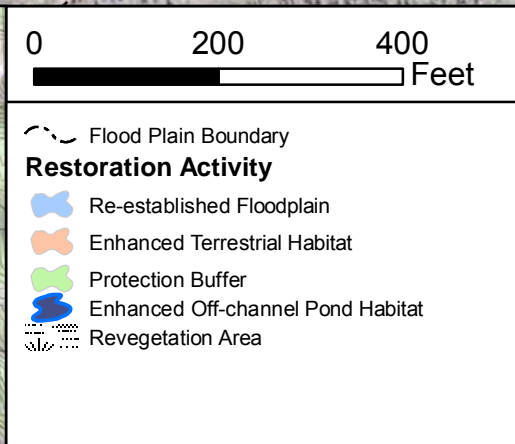 0 200 400
Feet
Flood Plain Boundary
Restoration Activity
Re-established Floodplain
Enhanced Terrestrial Habitat
Protection Buffer
Enhanced Off-channel Pond Habitat
Revegetation Area